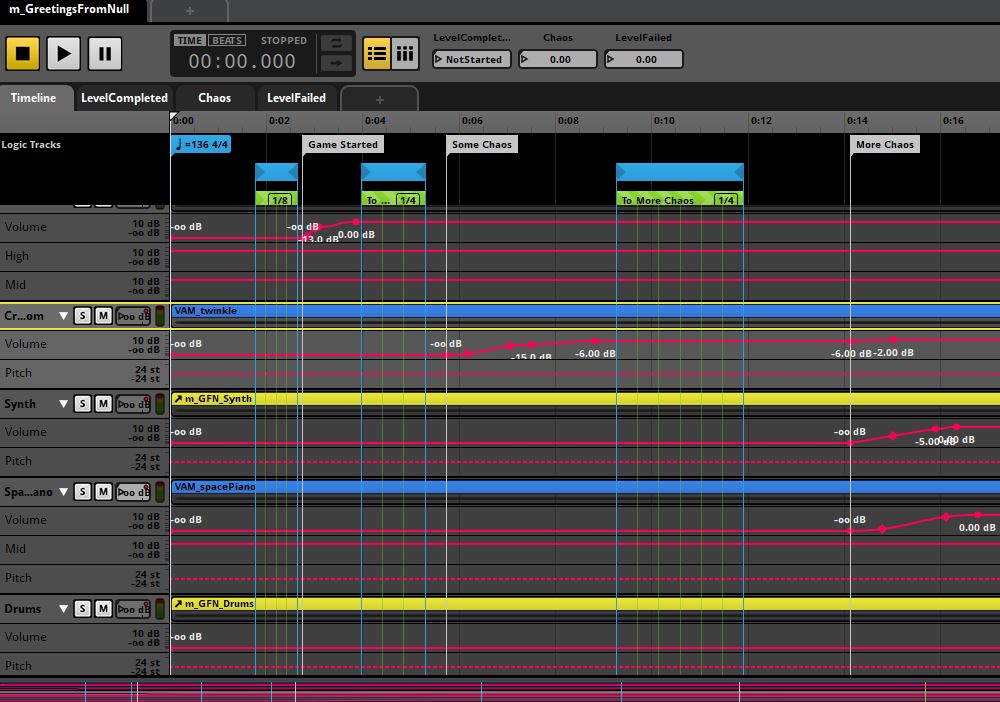 m_GreetingsFromNull
+
TIME BEATS STOPPED
00:00.000
LevelComplet... Chaos LevelFailed
NotStarted 0.00 0.00
Timeline LevelCompleted Chaos LevelFailed +
0:00 0:02 0:04 0:06 0:08 0:10 0:12 0:14 0:16
Logic Tracks
♩=136 4/4 Game Started Some Chaos More Chaos
1/8 To ... 1/4 To More Chaos 1/4
Volume 10 dB -oo dB
-oo dB -oo dB -13.0 dB 0.00 dB
High 10 dB -oo dB
Mid 10 dB -oo dB
Cr...om S M -oo dB VAM_twinkle
Volume 10 dB -oo dB
-oo dB -oo dB -15.0 dB -6.00 dB -6.00 dB -2.00 dB
Pitch 24 st -24 st
Synth S M -oo dB m_GFN_Synth
Volume 10 dB -oo dB
-oo dB -oo dB -5.00 dB 0.00 dB
Pitch 24 st -24 st
Spa...ano S M -oo dB VAM_spacePiano
Volume 10 dB -oo dB
-oo dB -oo dB 0.00 dB
Mid 10 dB -oo dB
Pitch 24 st -24 st
Drums S M -oo dB m_GFN_Drums
Volume 10 dB -oo dB
-oo dB
Pitch 24 st -24 st